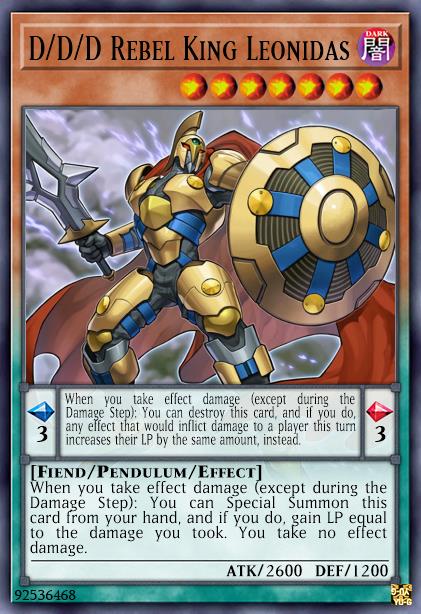 D/D/D REBEL KING LEONIDAS
DARK
闇
When you take effect damage (except during the
Damage Step): You can destroy this card, and if you do,
any effect that would inflict damage to a player this turn
increases their LP by the same amount, instead.
3
3
[FIEND/PENDULUM/EFFECT]
When you take effect damage (except during the
Damage Step): You can Special Summon this
card from your hand, and if you do, gain LP equal
to the damage you took. You take no effect
damage.
ATK/2600 DEF/1200
92536468